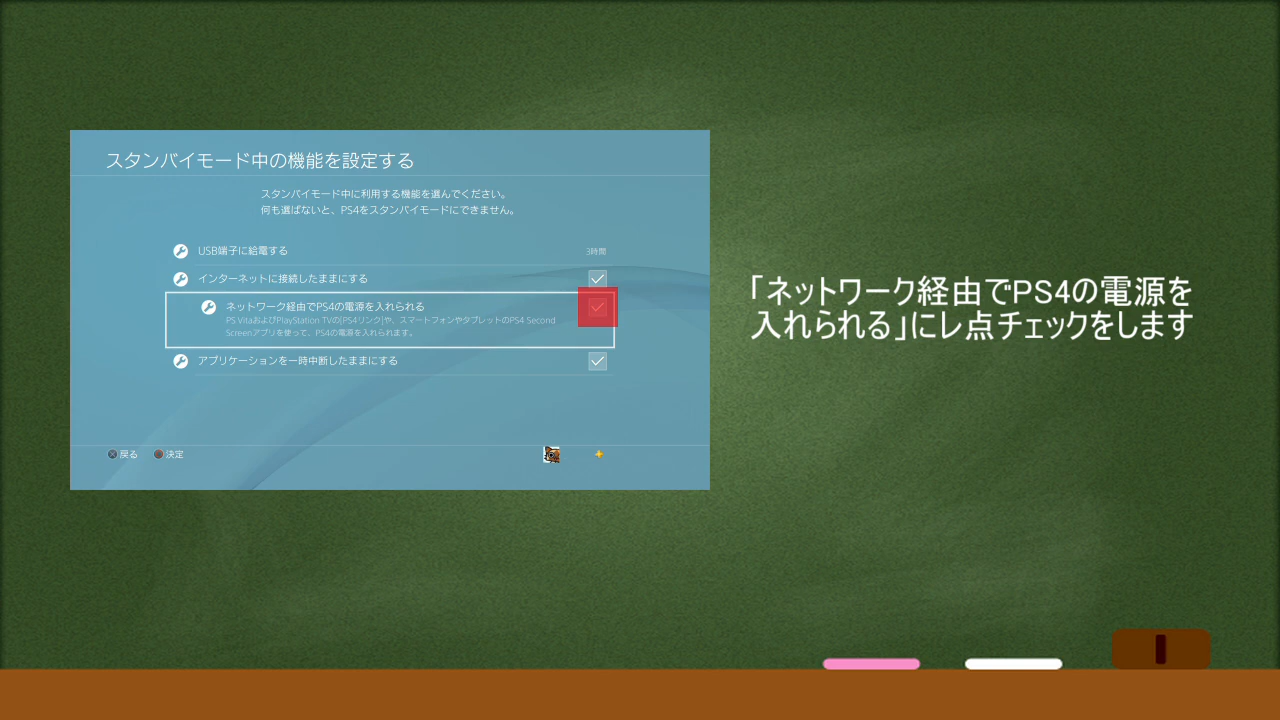 スタンバイモード中の機能を設定する
スタンバイモード中に利用する機能を選んでください。
何も選ばないと、PS4をスタンバイモードにできません。
USB端子に給電する
3時間
インターネットに接続したままにする
ネットワーク経由でPS4の電源を入れられる
PS VitaおよびPlayStation TVの[PS4リンク]や、スマートフォンやタブレットのPS4 Second
Screenアプリを使って、PS4の電源を入れられます。
アプリケーションを一時中断したままにする
戻る
決定
「ネットワーク経由でPS4の電源を
入れられる」にレ点チェックをします